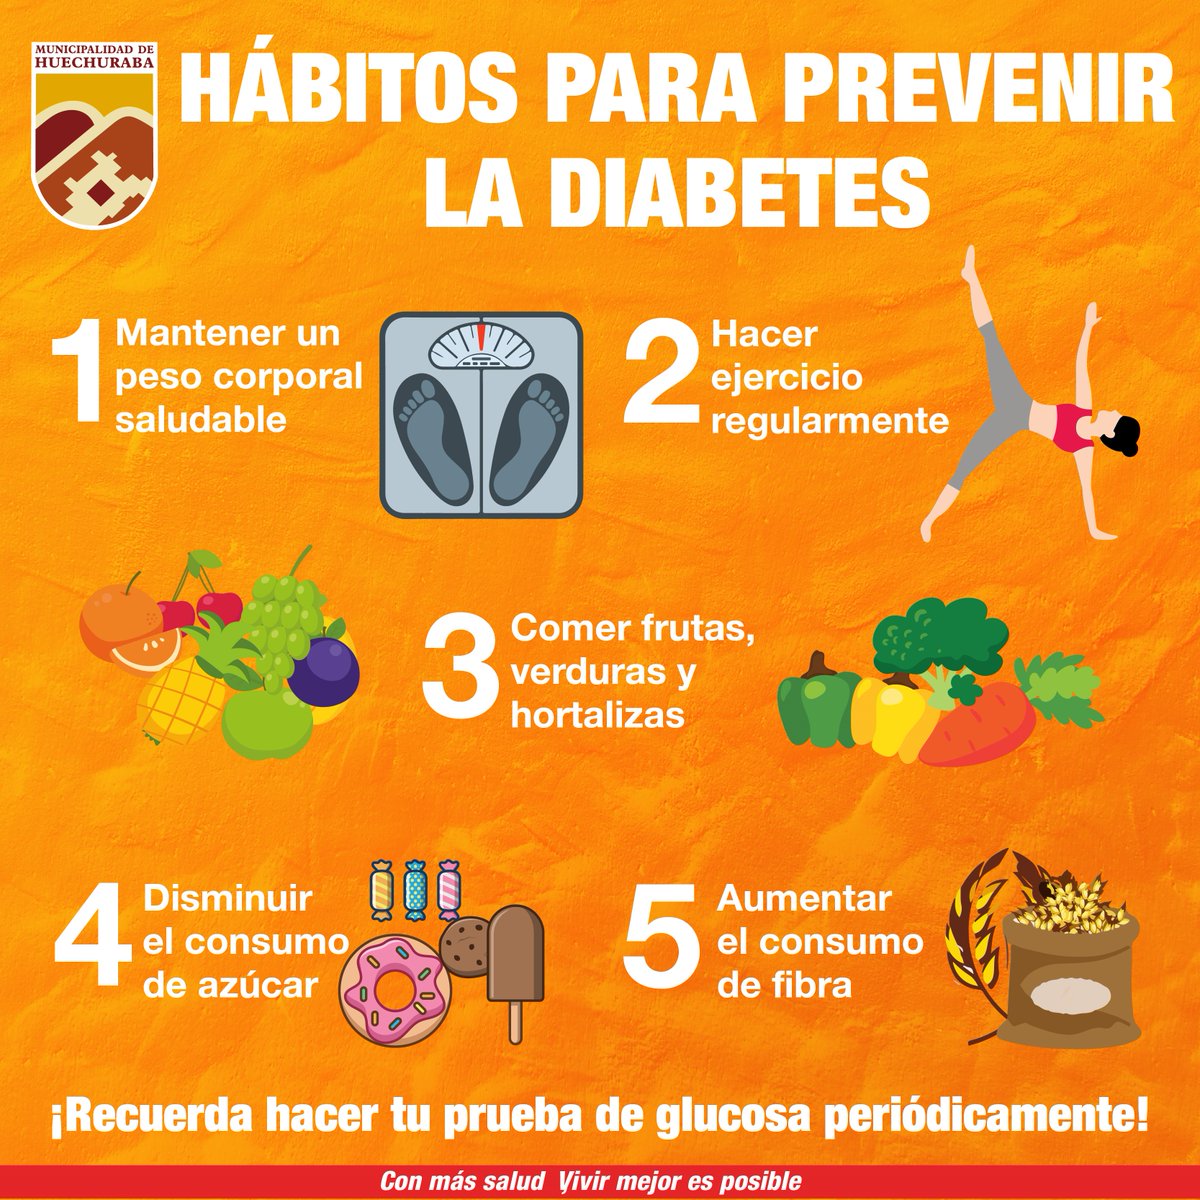 MUNICIPALIDAD DE
HUECHURABA
HÁBITOS PARA PREVENIR
LA DIABETES
1
Mantener un
peso corporal
saludable
2
Hacer
ejercicio
regularmente
3
Comer frutas,
verduras y
hortalizas
4
Disminuir
el consumo
de azúcar
5
Aumentar
el consumo
de fibra
¡Recuerda hacer tu prueba de glucosa periódicamente!
Con más salud Vivir mejor es posible